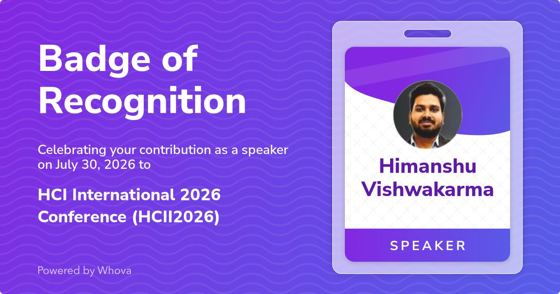 Badge of
Recognition
Celebrating your contribution as a speaker
on July 30, 2026 to
HCI International 2026
Conference (HCII2026)
Powered by Whova
Himanshu
Vishwakarma
SPEAKER